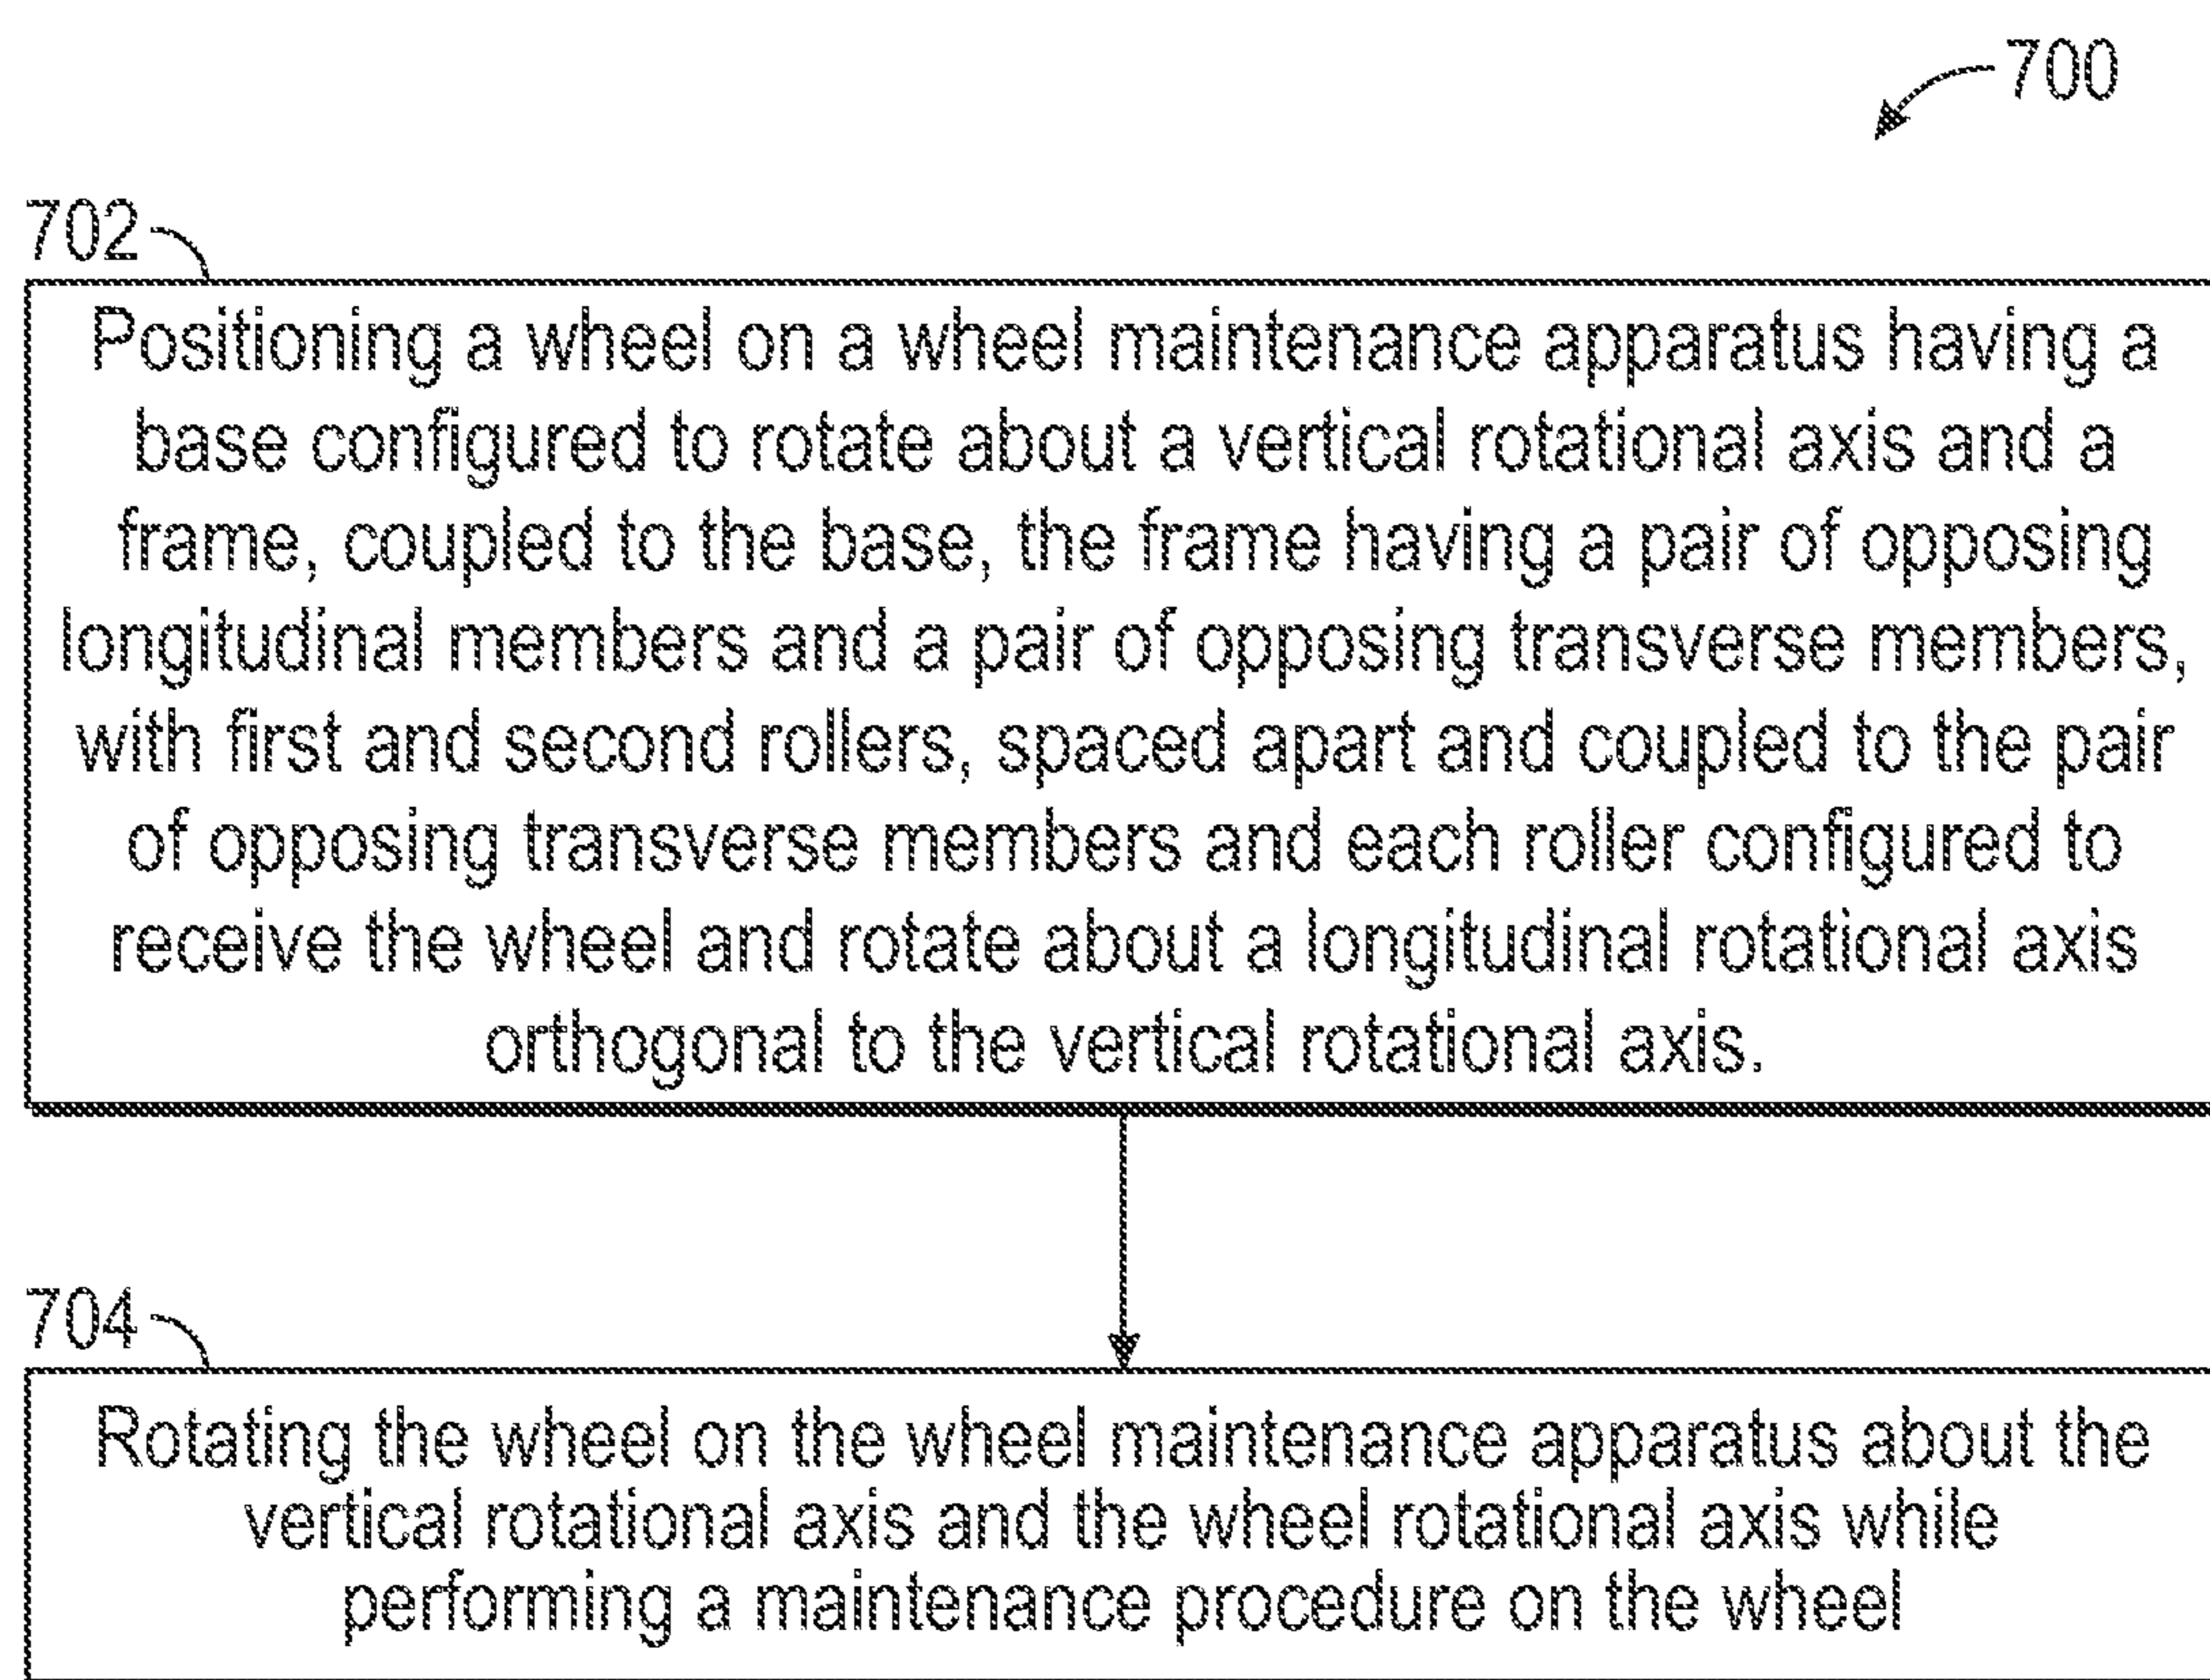 700
702
Positioning a wheel on a wheel maintenance apparatus having a
base configured to rotate about a vertical rotational axis and a
frame, coupled to the base, the frame having a pair of opposing
longitudinal members and a pair of opposing transverse members,
with first and second rollers, spaced apart and coupled to the pair
of opposing transverse members and each roller configured to
receive the wheel and rotate about a longitudinal rotational axis
orthogonal to the vertical rotational axis.
704
Rotating the wheel on the wheel maintenance apparatus about the
vertical rotational axis and the wheel rotational axis while
performing a maintenance procedure on the wheel